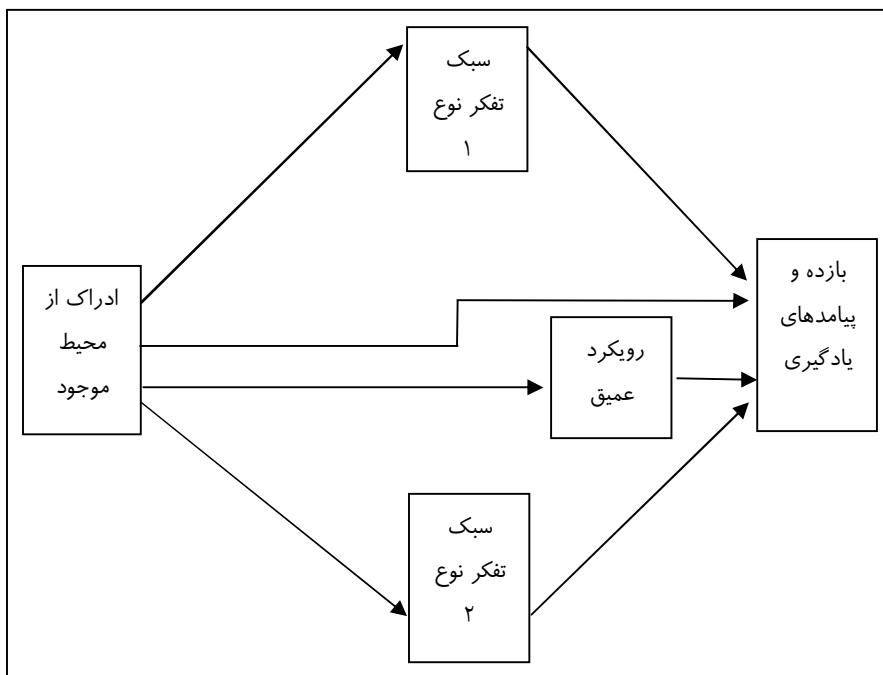 سبک
تفکر نوع
۱
ادراک از
محیط
موجود
بازده و
پیامدهای
یادگیری
رویکرد
عمیق
سبک
تفکر نوع
۲